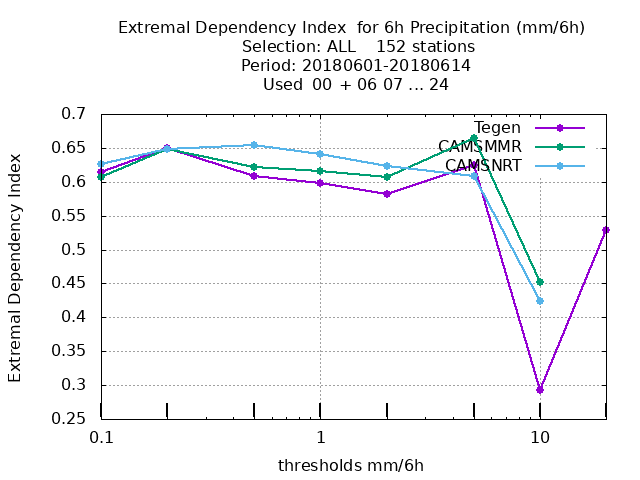 Extremal Dependency Index  for 6h Precipitation (mm/6h)
Selection: ALL    152 stations
Period: 20180601-20180614
Used  00 + 06 07 ... 24
Tegen
CAMSMMR
CAMSNRT
Extremal Dependency Index
0.7
0.65
0.6
0.55
0.5
0.45
0.4
0.35
0.3
0.25
0.1 1 10
thresholds mm/6h